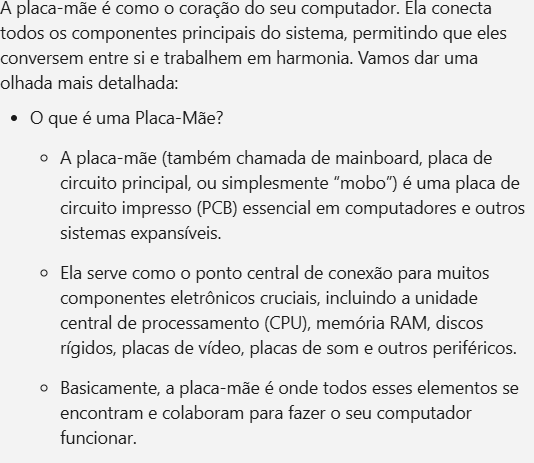 A placa-mãe é como o coração do seu computador. Ela conecta
todos os componentes principais do sistema, permitindo que eles
conversem entre si e trabalhem em harmonia. Vamos dar uma
olhada mais detalhada:
• O que é uma Placa-Mãe?
◦ A placa-mãe (também chamada de mainboard, placa de
circuito principal, ou simplesmente “mobo”) é uma placa de
circuito impresso (PCB) essencial em computadores e outros
sistemas expansíveis.
◦ Ela serve como o ponto central de conexão para muitos
componentes eletrônicos cruciais, incluindo a unidade
central de processamento (CPU), memória RAM, discos
rígidos, placas de vídeo, placas de som e outros periféricos.
◦ Basicamente, a placa-mãe é onde todos esses elementos se
encontram e colaboram para fazer o seu computador
funcionar.